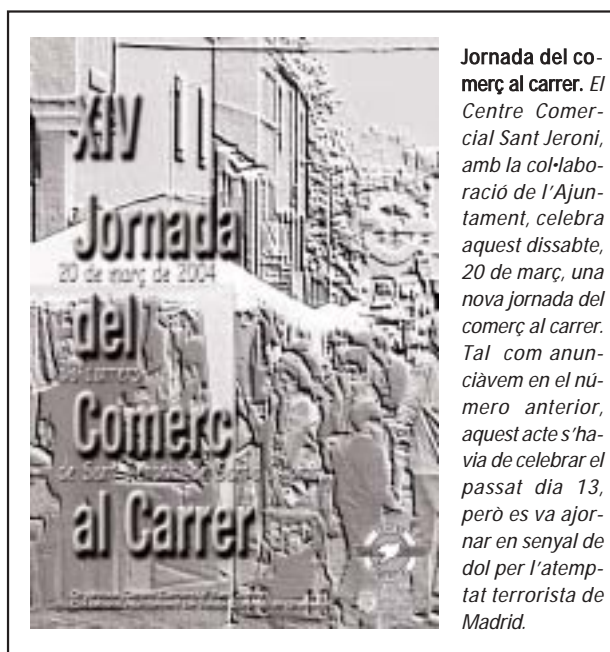 XIV
Jornada
20 de març de 2004
del
Comerç
al Carrer
Jornada del co-
merç al carrer. El
Centre Comer-
cial Sant Jeroni,
amb la col•labo-
ració de l'Ajun-
tament, celebra
aquest dissabte,
20 de març, una
nova jornada del
comerç al carrer.
Tal com anun-
ciàvem en el nú-
mero anterior,
aquest acte s'ha-
via de celebrar el
passat dia 13,
però es va ajor-
nar en senyal de
dol per l'atemp-
tat terrorista de
Madrid.